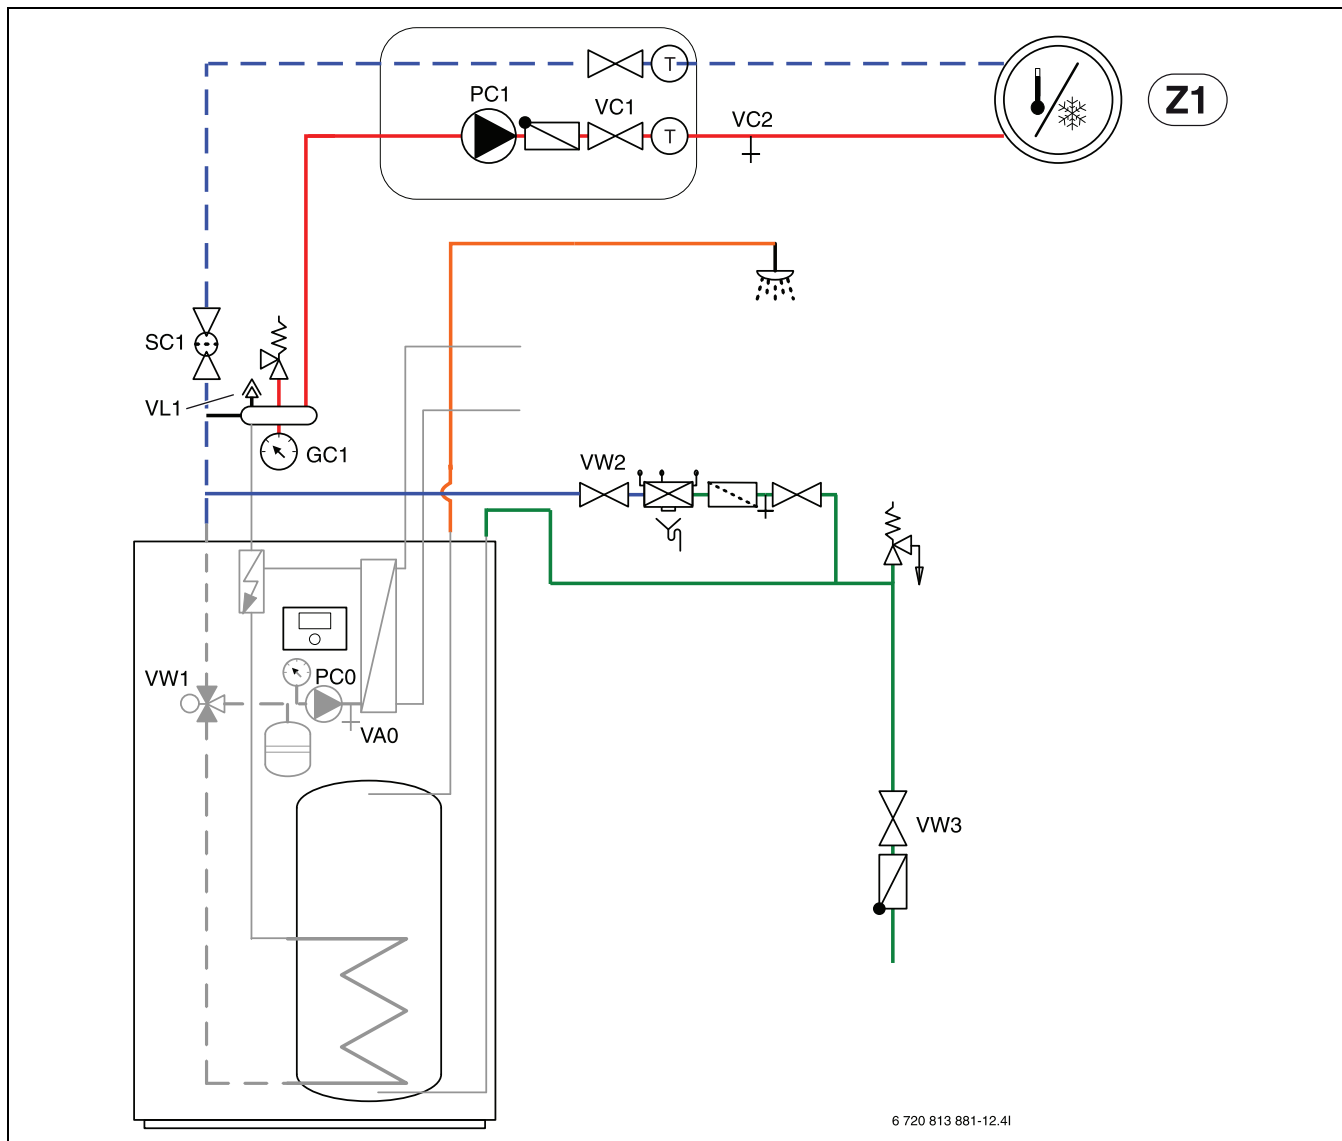 T
PC1
VC1
Z1
T
VC2
SC1
VL1
GC1
VW2
VW1
PC0
VA0
VW3
6 720 813 881-12.4I